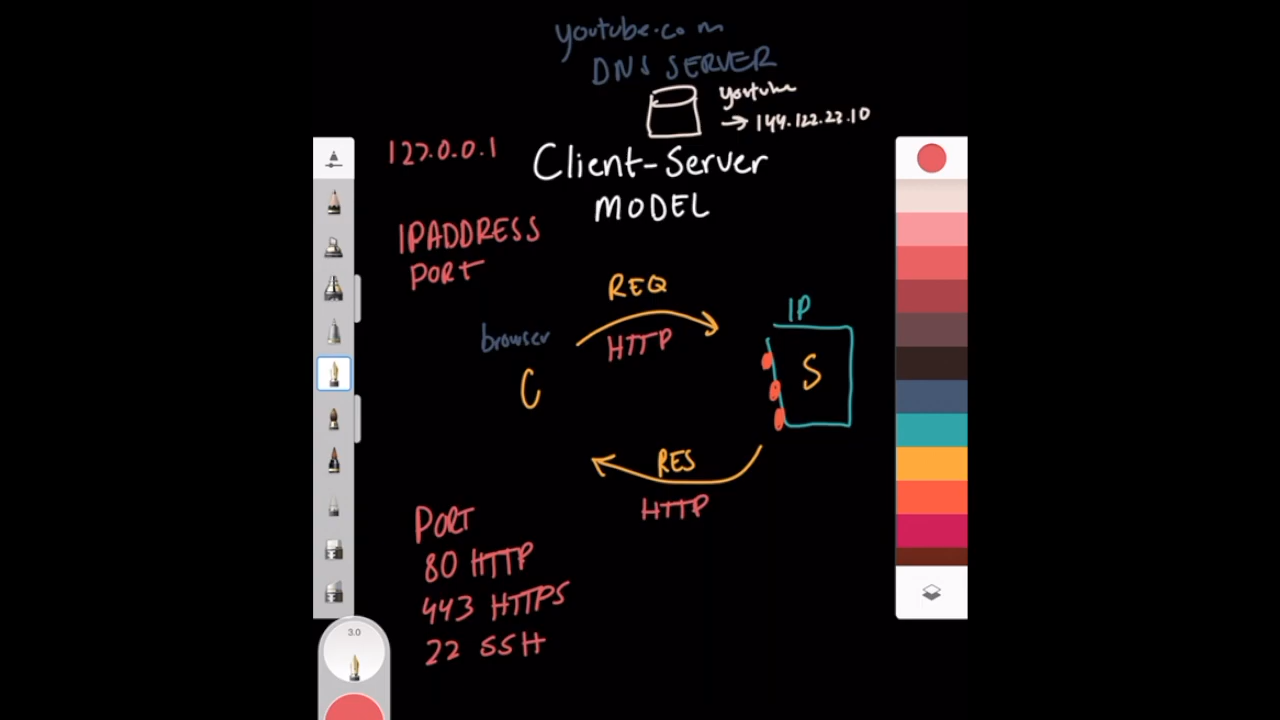 youtube.com
DNS SERVER
youtube
→ 144.122.22.10
127.0.0.1
Client-Server
MODEL
IPADDRESS
PORT
REQ
HTTP
browser
C
IP
S
RES
HTTP
PORT
80 HTTP
443 HTTPS
22 SSH
3.0